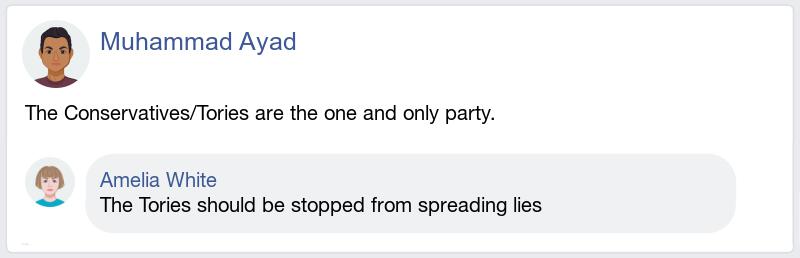 Muhammad Ayad
The Conservatives/Tories are the one and only party.
Amelia White
The Tories should be stopped from spreading lies